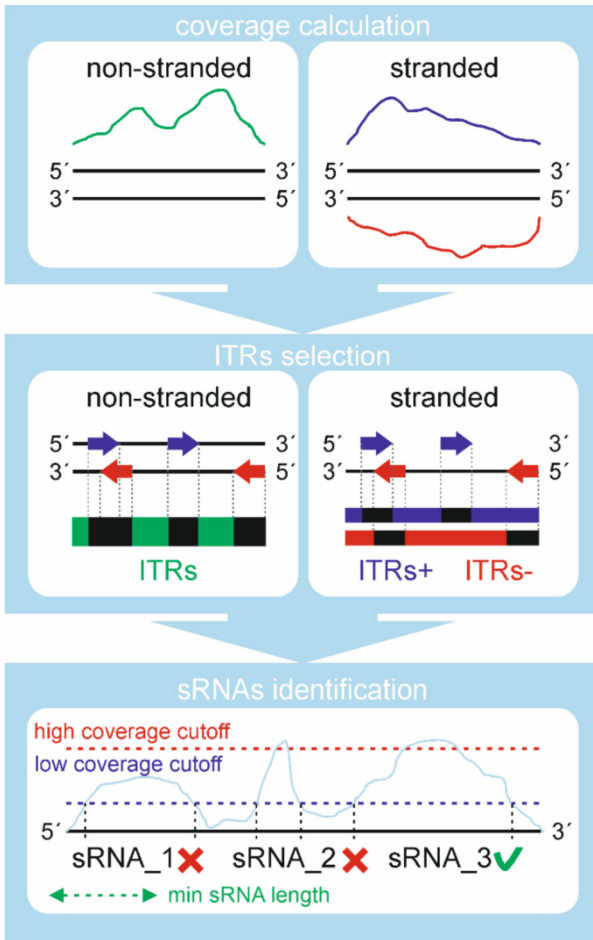 coverage calculation
non-stranded
stranded
5´ 3´
3´ 5´
5´ 3´
3´ 5´
ITRs selection
non-stranded
stranded
5´ 3´
3´ 5´
ITRs
5´ 3´
3´ 5´
ITRs+ ITRs-
sRNAs identification
high coverage cutoff
low coverage cutoff
5´ 3´
sRNA_1 sRNA_2 sRNA_3
min sRNA length